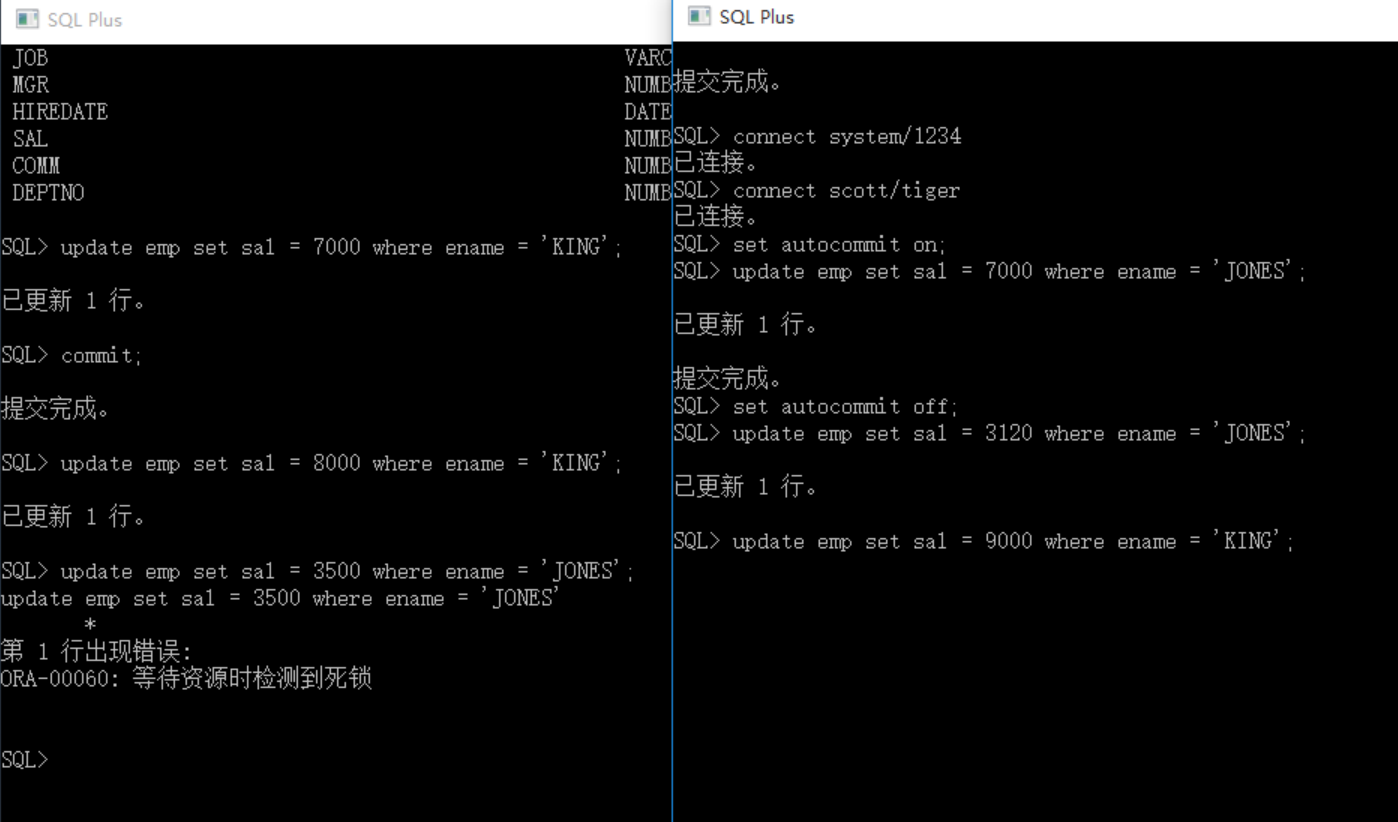 SQL Plus
JOB VARC
MGR NUMB
HIREDATE DATE
SAL NUMB
COMM NUMB
DEPTNO NUMB
SQL> update emp set sal = 7000 where ename = 'KING';
已更新 1 行。
SQL> commit;
提交完成。
SQL> update emp set sal = 8000 where ename = 'KING';
已更新 1 行。
SQL> update emp set sal = 3500 where ename = 'JONES';
update emp set sal = 3500 where ename = 'JONES'
*
第 1 行出现错误:
ORA-00060: 等待资源时检测到死锁
SQL>
SQL Plus
提交完成。
SQL> connect system/1234
已连接。
SQL> connect scott/tiger
已连接。
SQL> set autocommit on;
SQL> update emp set sal = 7000 where ename = 'JONES';
已更新 1 行。
提交完成。
SQL> set autocommit off;
SQL> update emp set sal = 3120 where ename = 'JONES';
已更新 1 行。
SQL> update emp set sal = 9000 where ename = 'KING';